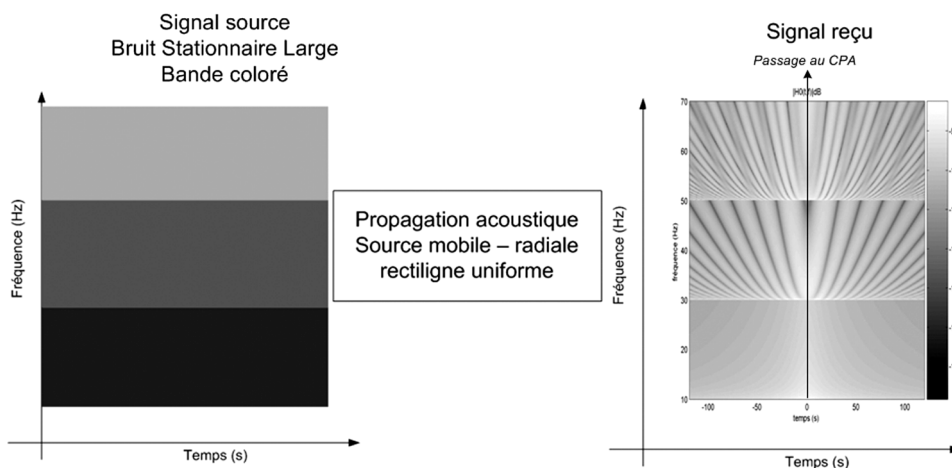 Signal source
Bruit Stationnaire Large
Bande coloré
Fréquence (Hz)
Temps (s)
Propagation acoustique
Source mobile – radiale
rectiligne uniforme
Signal reçu
Passage au CPA
Fréquence (Hz)
|H0(t,f)|dB
fréquence (Hz)
70
60
50
40
30
20
10
-100
-50
0
50
100
temps (s)
Temps (s)